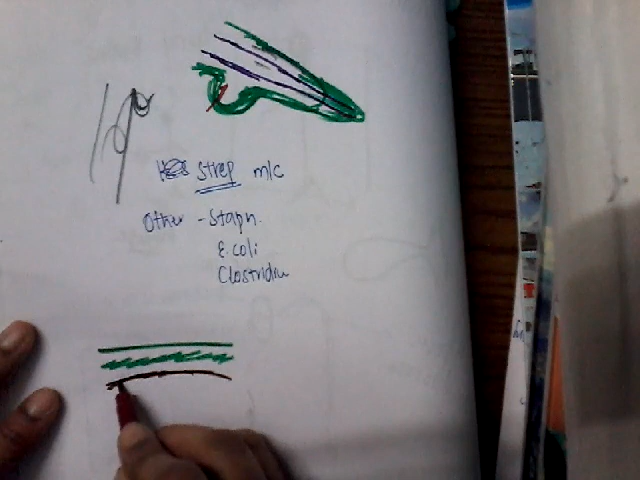 strep m/c
Other - Staph.
E. coli
Clostridium